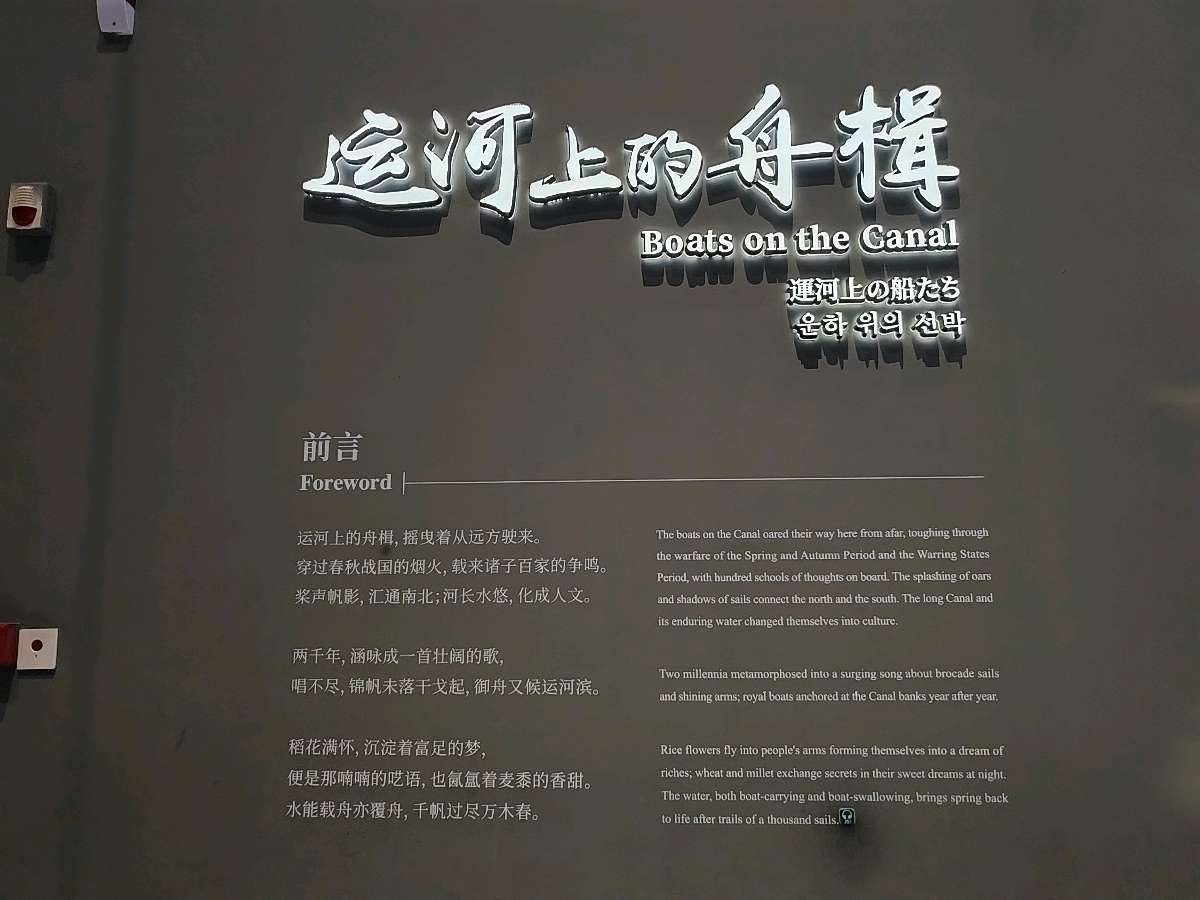 运河上的舟楫
Boats on the Canal
運河上の船たち
운하 위의 선박
前言
Foreword
运河上的舟楫, 摇曳着从远方驶来。
穿过春秋战国的烟火, 载来诸子百家的争鸣。
桨声帆影, 汇通南北; 河长水悠, 化成人文。
两千年, 涵咏成一首壮阔的歌,
唱不尽, 锦帆未落干戈起, 御舟又候运河滨。
稻花满怀, 沉淀着富足的梦,
便是那喃喃的呓语, 也氤氲着麦黍的香甜。
水能载舟亦覆舟, 千帆过尽万木春。
The boats on the Canal oared their way here from afar, toughing through
the warfare of the Spring and Autumn Period and the Warring States
Period, with hundred schools of thoughts on board. The splashing of oars
and shadows of sails connect the north and the south. The long Canal and
its enduring water changed themselves into culture.
Two millennia metamorphosed into a surging song about brocade sails
and shining arms; royal boats anchored at the Canal banks year after year.
Rice flowers fly into people's arms forming themselves into a dream of
riches; wheat and millet exchange secrets in their sweet dreams at night.
The water, both boat-carrying and boat-swallowing, brings spring back
to life after trails of a thousand sails.